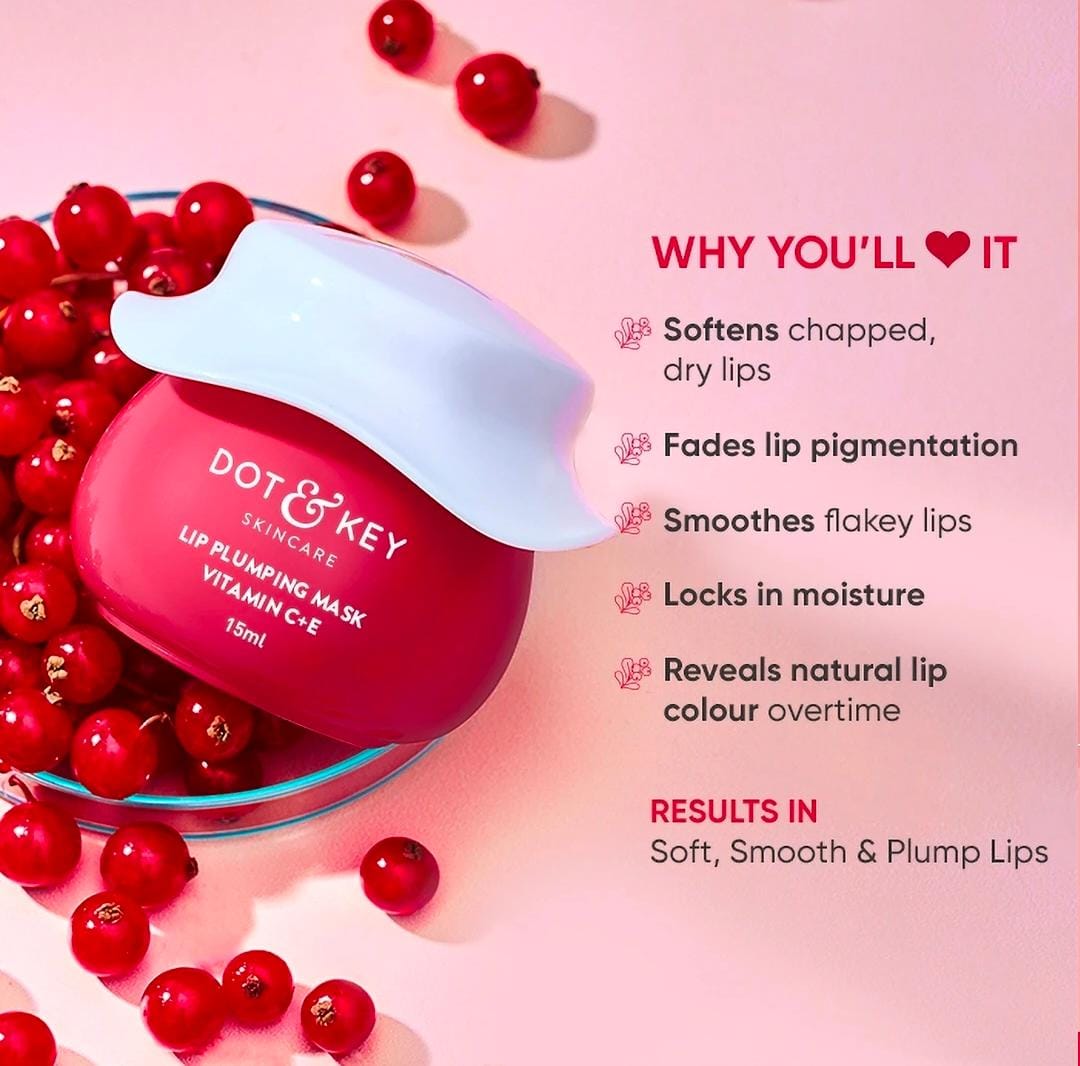 DOT & KEY
SKINCARE
LIP PLUMPING MASK
VITAMIN C+E
15ml
WHY YOU'LL ❤ IT
Softens chapped,
dry lips
Fades lip pigmentation
Smoothes flakey lips
Locks in moisture
Reveals natural lip
colour overtime
RESULTS IN
Soft, Smooth & Plump Lips